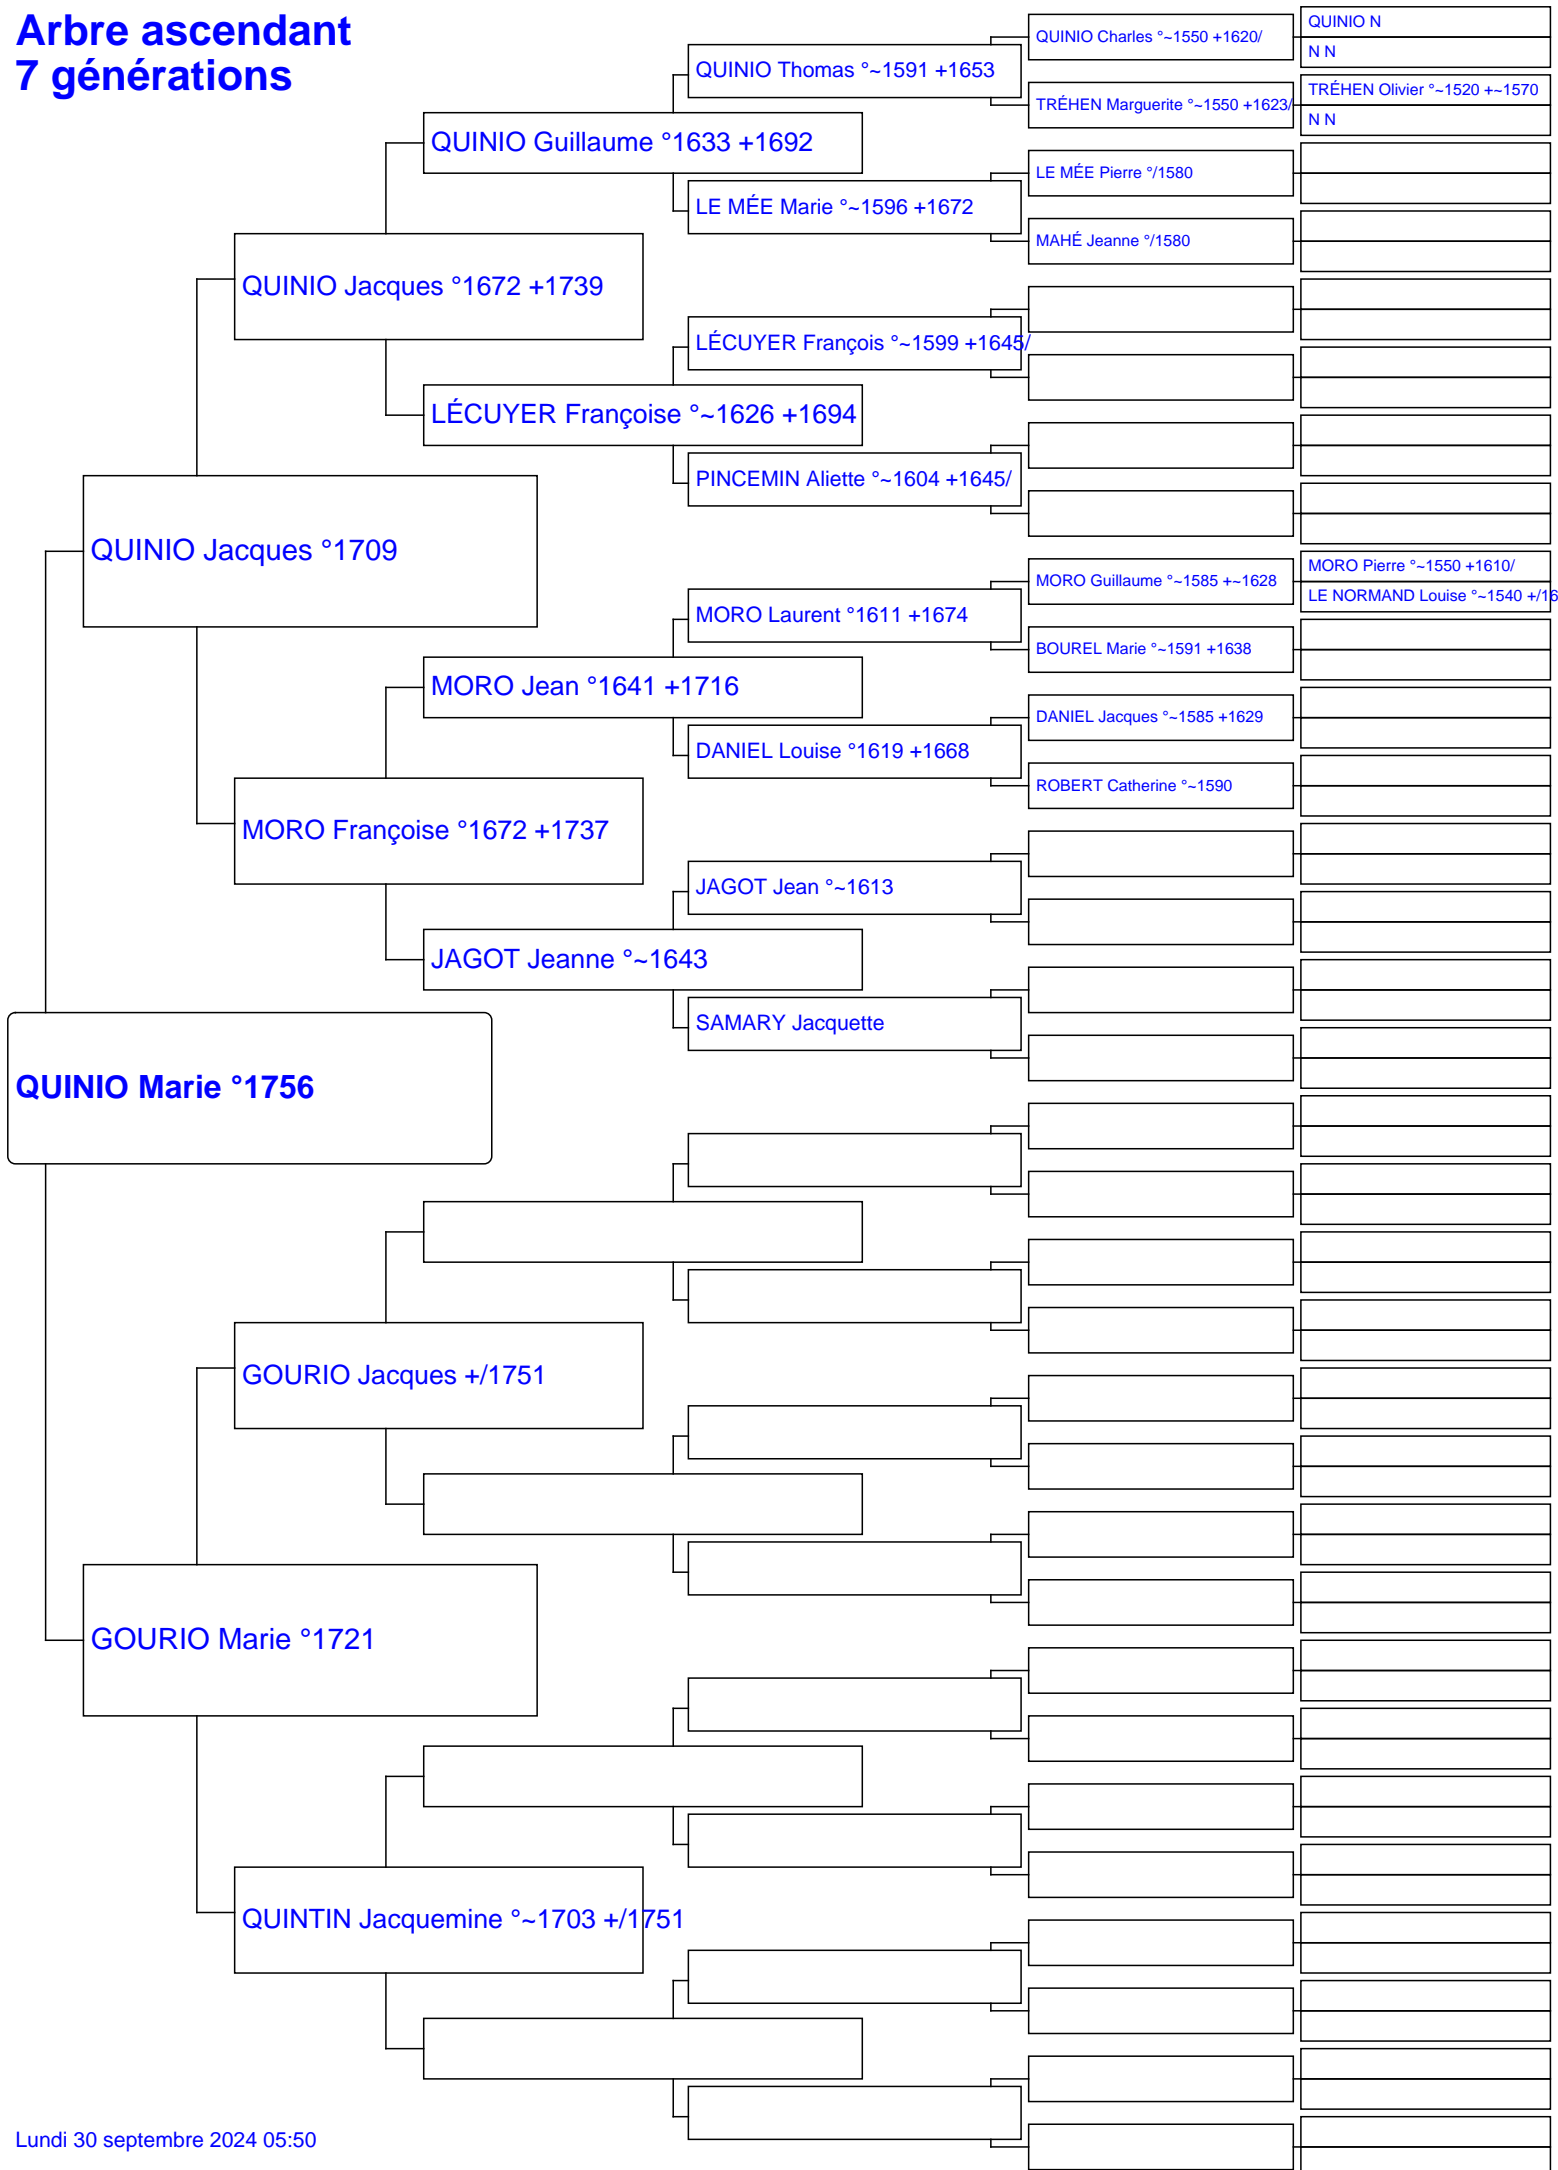 Arbre ascendant
7 générations
QUINIO Charles °~1550 +1620/
QUINIO N
N N
QUINIO Thomas °~1591 +1653
TRÉHEN Marguerite °~1550 +1623/
TRÉHEN Olivier °~1520 +~1570
N N
QUINIO Guillaume °1633 +1692
LE MÉE Pierre °/1580
LE MÉE Marie °~1596 +1672
MAHÉ Jeanne °/1580
QUINIO Jacques °1672 +1739
LÉCUYER François °~1599 +1645/
LÉCUYER Françoise °~1626 +1694
PINCEMIN Aliette °~1604 +1645/
QUINIO Jacques °1709
MORO Guillaume °~1585 +~1628
MORO Pierre °~1550 +1610/
LE NORMAND Louise °~1540 +/16
MORO Laurent °1611 +1674
BOUREL Marie °~1591 +1638
MORO Jean °1641 +1716
DANIEL Jacques °~1585 +1629
DANIEL Louise °1619 +1668
ROBERT Catherine °~1590
MORO Françoise °1672 +1737
JAGOT Jean °~1613
JAGOT Jeanne °~1643
SAMARY Jacquette
QUINIO Marie °1756
GOURIO Jacques +/1751
GOURIO Marie °1721
QUINTIN Jacquemine °~1703 +/1751
Lundi 30 septembre 2024 05:50